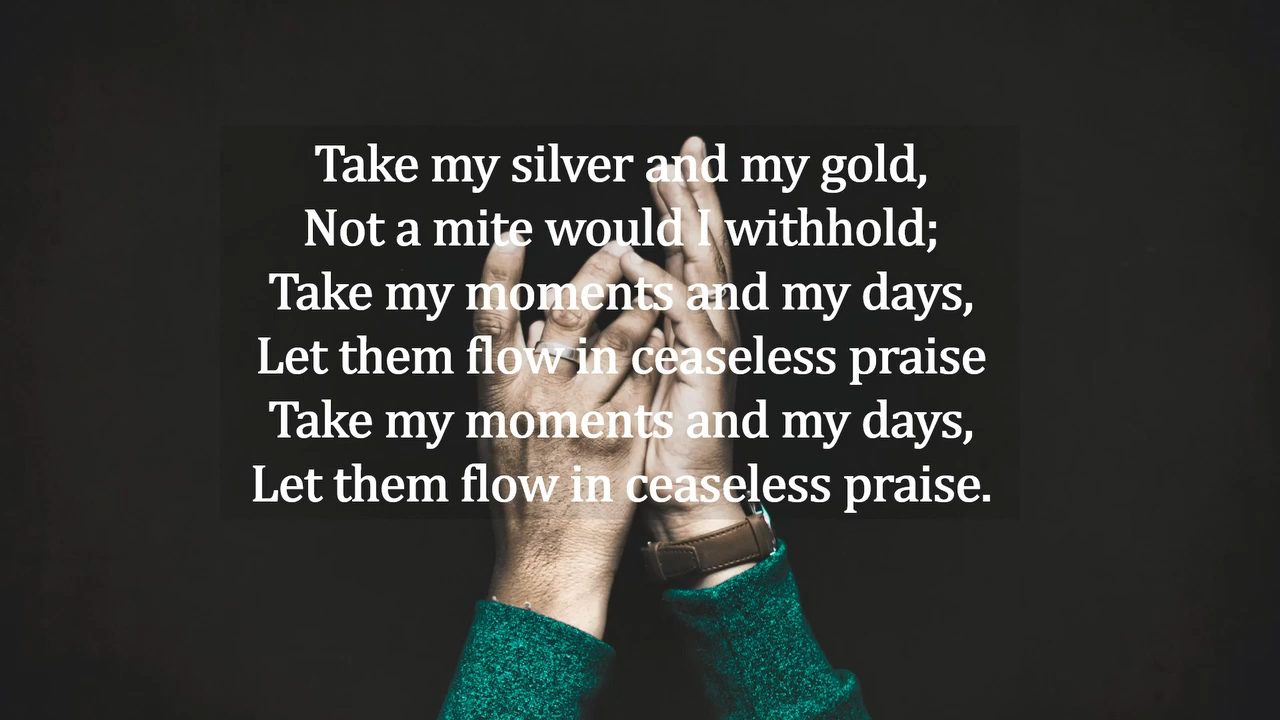 Take my silver and my gold,
Not a mite would I withhold;
Take my moments and my days,
Let them flow in ceaseless praise
Take my moments and my days,
Let them flow in ceaseless praise.